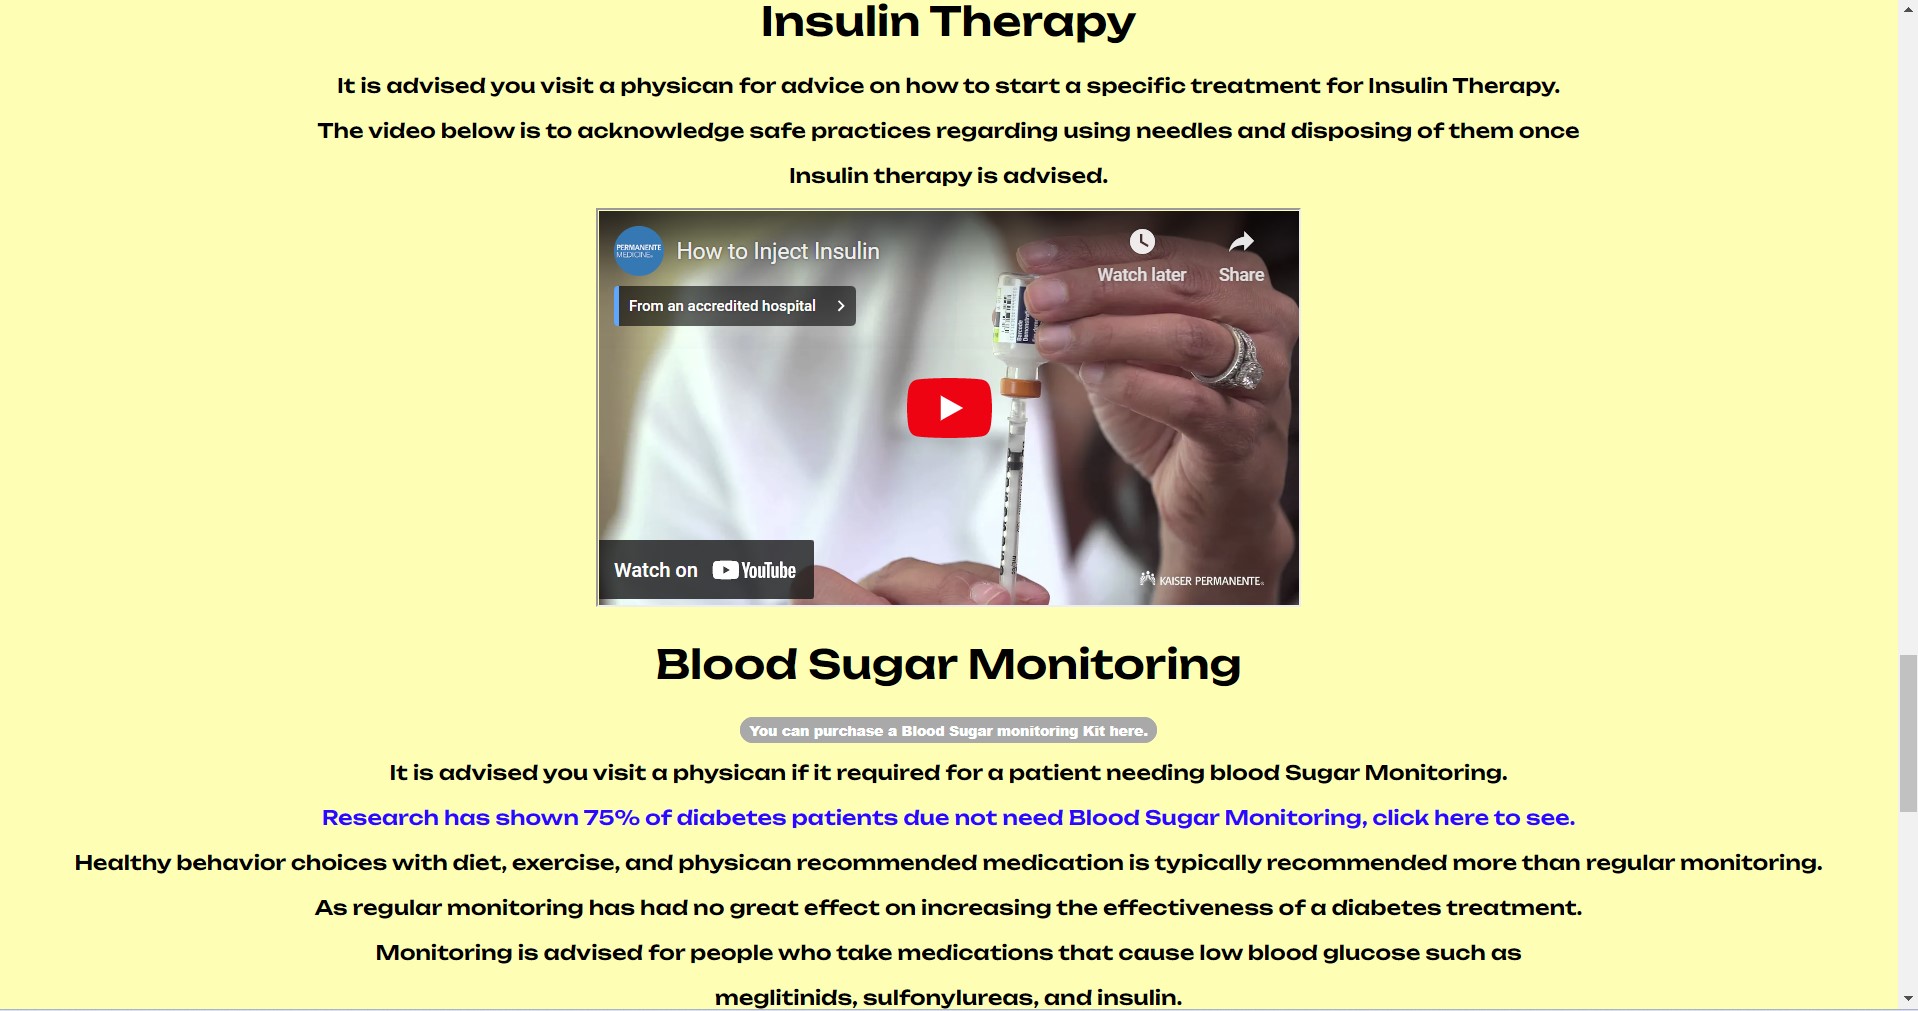 Insulin Therapy
It is advised you visit a physican for advice on how to start a specific treatment for Insulin Therapy.
The video below is to acknowledge safe practices regarding using needles and disposing of them once
Insulin therapy is advised.
PERMANENTE
MEDICINE
How to Inject Insulin
Watch later
Share
From an accredited hospital
Watch on YouTube
KAISER PERMANENTE
Blood Sugar Monitoring
You can purchase a Blood Sugar monitoring Kit here.
It is advised you visit a physican if it required for a patient needing blood Sugar Monitoring.
Research has shown 75% of diabetes patients due not need Blood Sugar Monitoring, click here to see.
Healthy behavior choices with diet, exercise, and physican recommended medication is typically recommended more than regular monitoring.
As regular monitoring has had no great effect on increasing the effectiveness of a diabetes treatment.
Monitoring is advised for people who take medications that cause low blood glucose such as
meglitinids, sulfonylureas, and insulin.